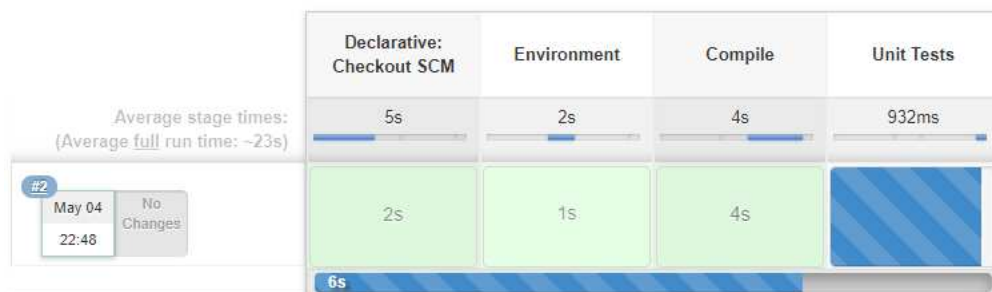 Declarative:
Checkout SCM
Environment
Compile
Unit Tests
Average stage times:
(Average full run time: ~23s)
5s
2s
4s
932ms
#2
May 04
22:48
No
Changes
2s
1s
4s
6s